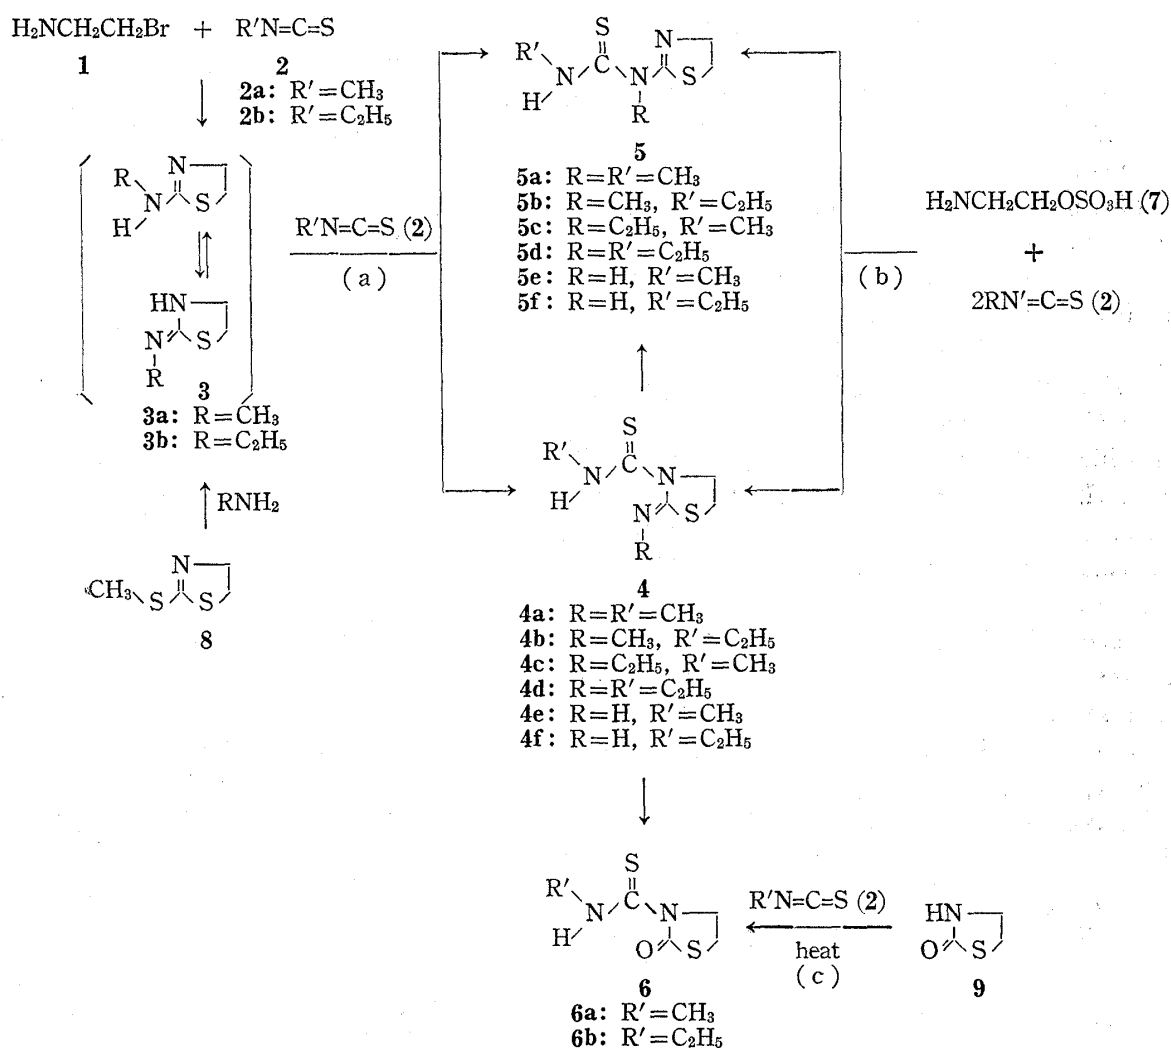 H₂NCH₂CH₂Br + R′N=C=S
1 2
2a: R′=CH₃
2b: R′=C₂H₅
R N
N S
H
HN
N S
R
3
3a: R=CH₃
3b: R=C₂H₅
RNH₂
N
CH₃ S S
8
R′N=C=S (2)
(a)
S
R′ C N
N N S
H R
5
5a: R=R′=CH₃
5b: R=CH₃, R′=C₂H₅
5c: R=C₂H₅, R′=CH₃
5d: R=R′=C₂H₅
5e: R=H, R′=CH₃
5f: R=H, R′=C₂H₅
(b)
H₂NCH₂CH₂OSO₃H (7)
+
2RN′=C=S (2)
S
R′ C
N N
H N S
R
4
4a: R=R′=CH₃
4b: R=CH₃, R′=C₂H₅
4c: R=C₂H₅, R′=CH₃
4d: R=R′=C₂H₅
4e: R=H, R′=CH₃
4f: R=H, R′=C₂H₅
S
R′ C
N N
H O S
6
6a: R′=CH₃
6b: R′=C₂H₅
R′N=C=S (2)
heat
(c)
HN
O S
9